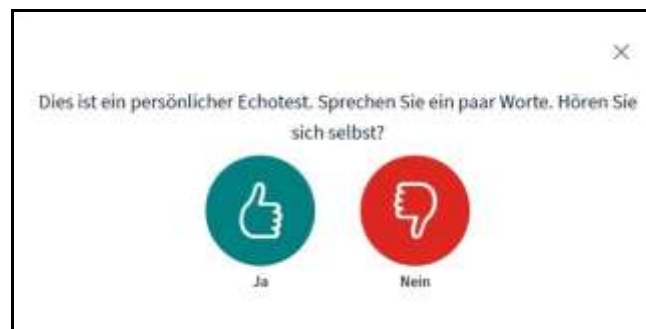 Dies ist ein persönlicher Echotest. Sprechen Sie ein paar Worte. Hören Sie
sich selbst?
Ja
Nein